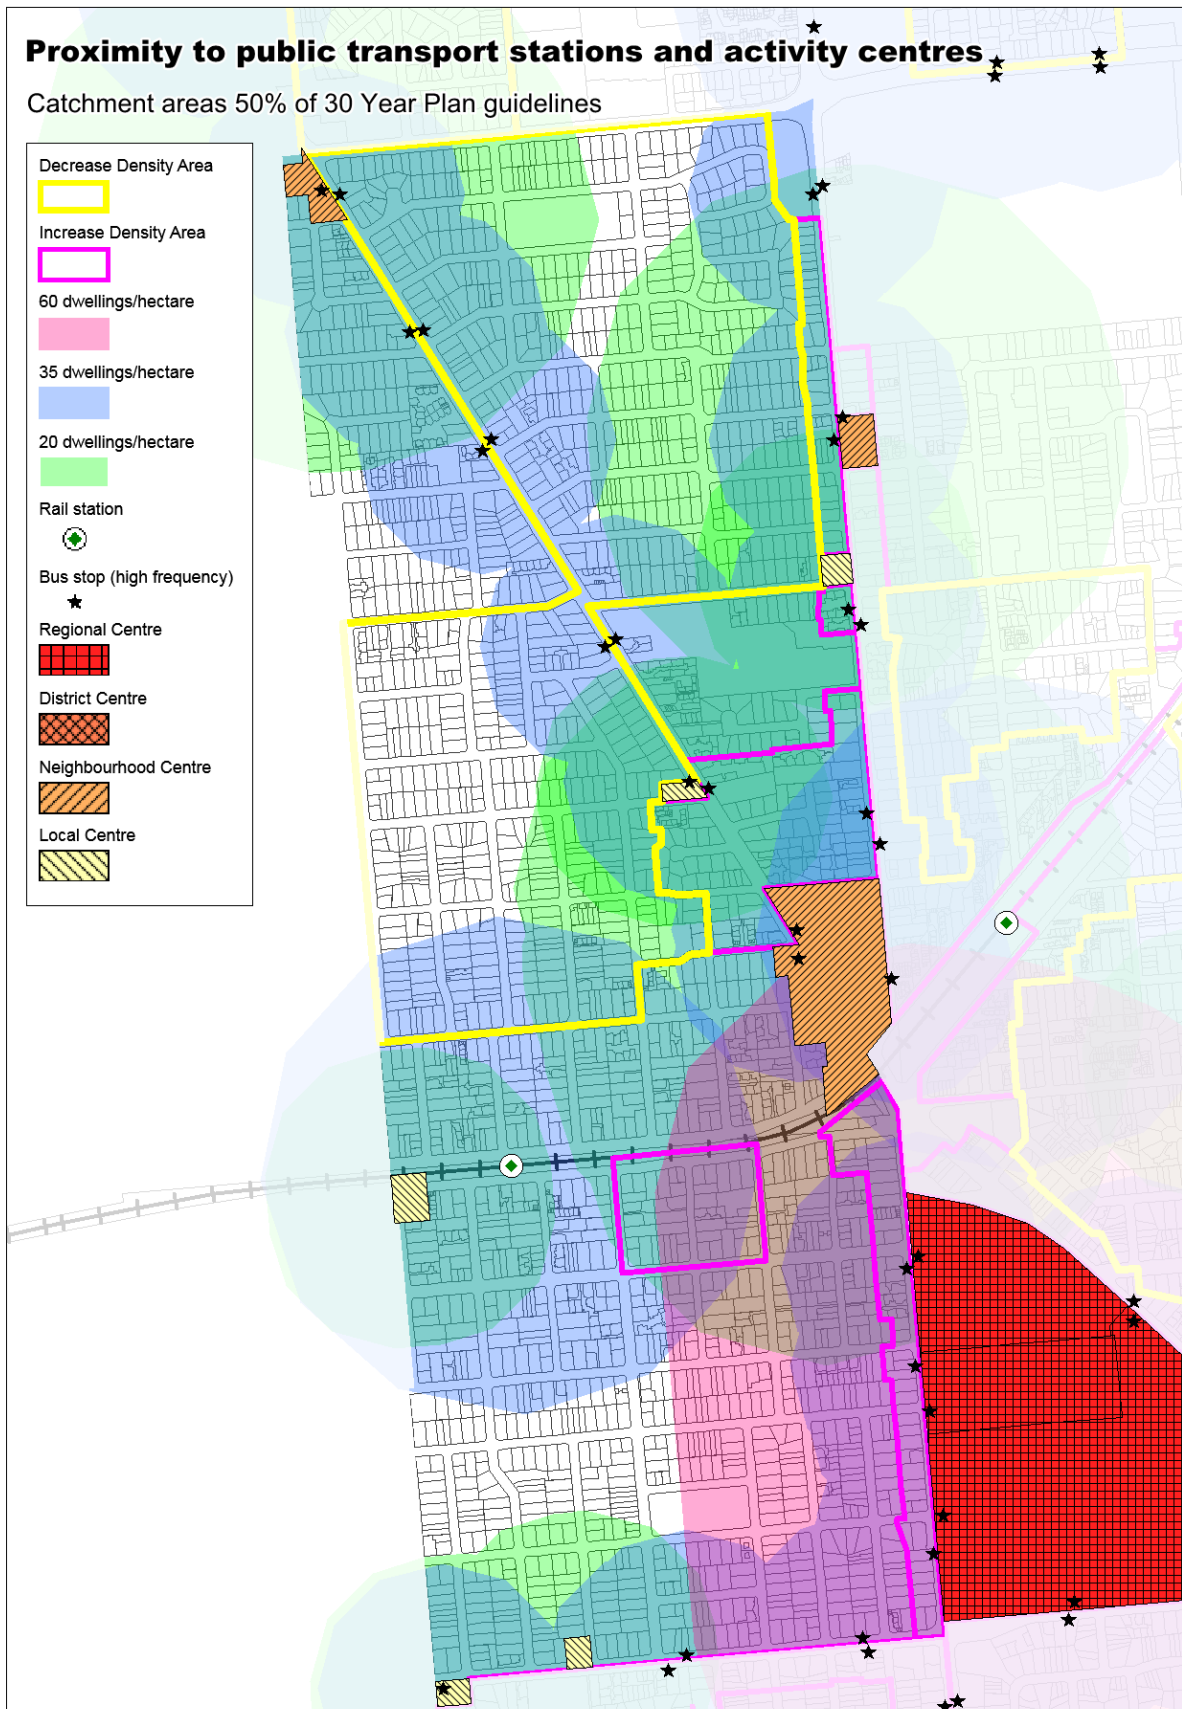 Proximity to public transport stations and activity centres
Catchment areas 50% of 30 Year Plan guidelines
Decrease Density Area
Increase Density Area
60 dwellings/hectare
35 dwellings/hectare
20 dwellings/hectare
Rail station
Bus stop (high frequency)
Regional Centre
District Centre
Neighbourhood Centre
Local Centre